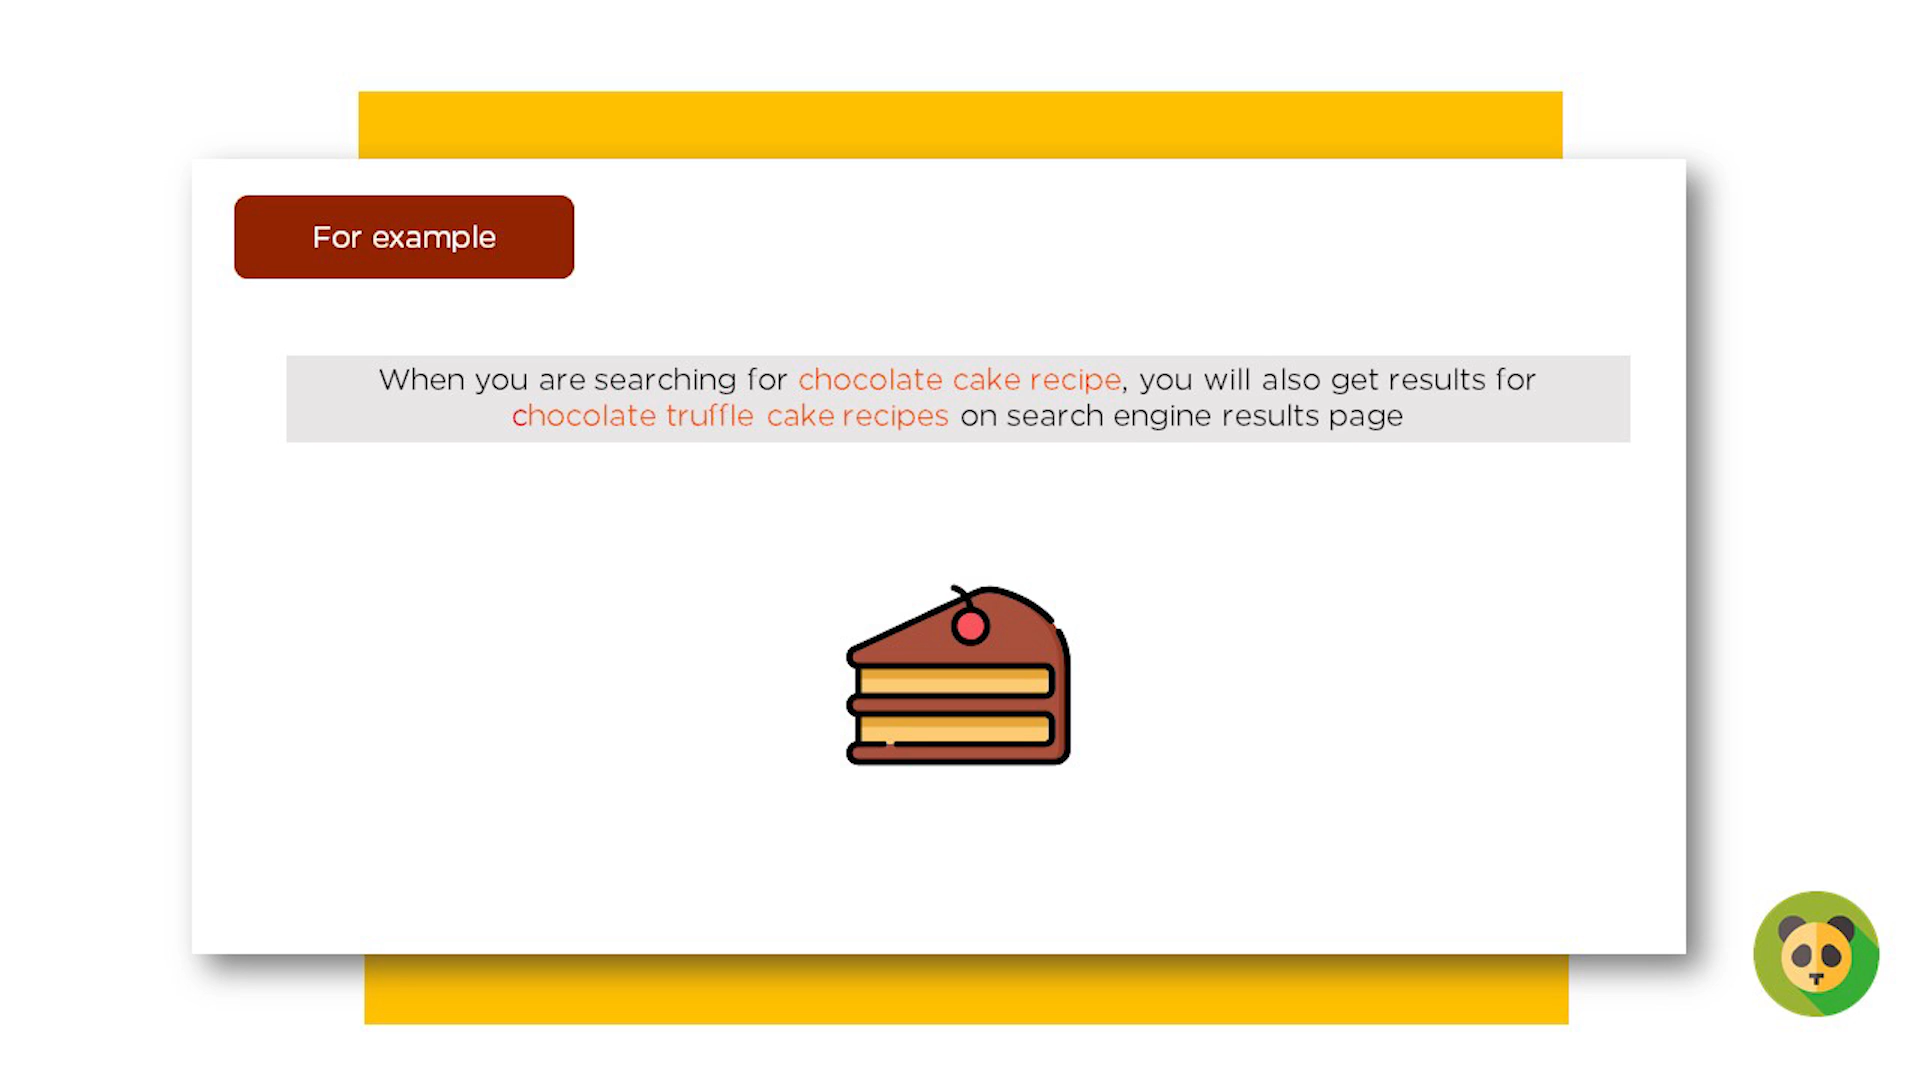 For example
When you are searching for chocolate cake recipe, you will also get results for
chocolate truffle cake recipes on search engine results page